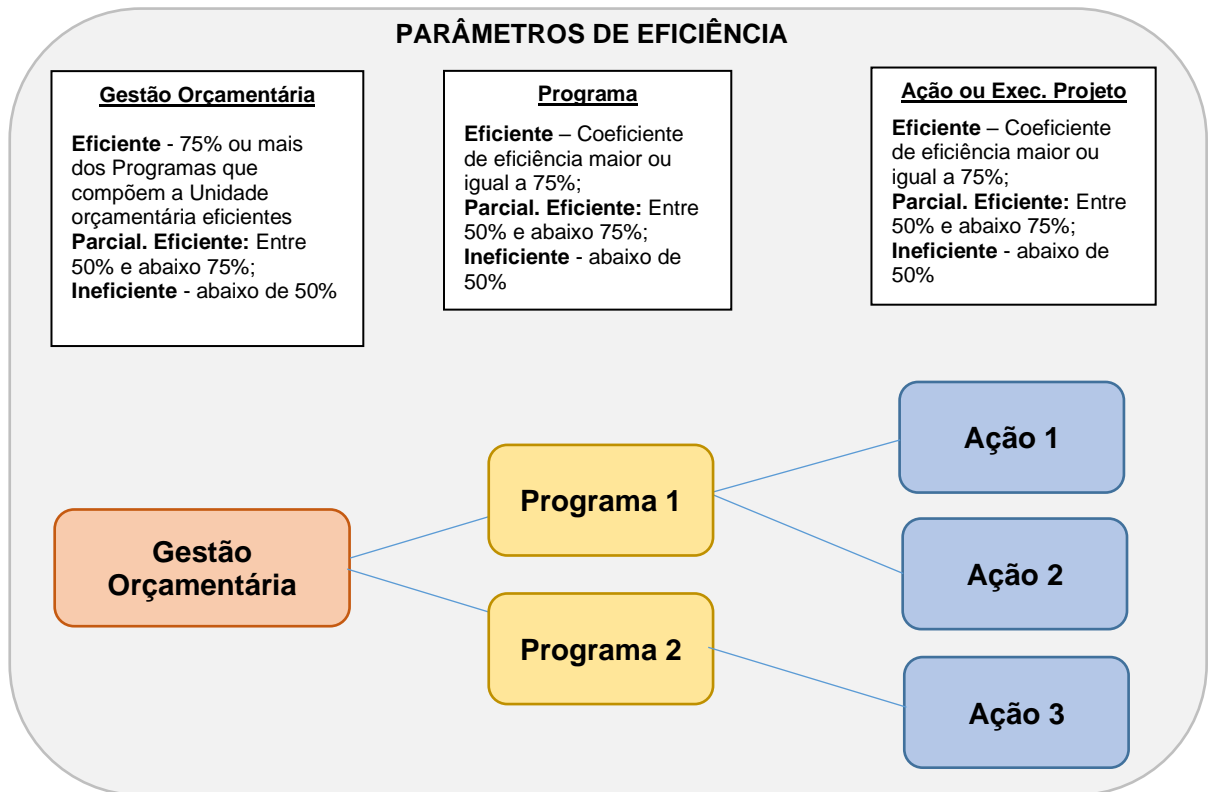 PARÂMETROS DE EFICIÊNCIA
Gestão Orçamentária
Eficiente - 75% ou mais
dos Programas que
compõem a Unidade
orçamentária eficientes
Parcial. Eficiente: Entre
50% e abaixo 75%;
Ineficiente - abaixo de 50%
Programa
Eficiente – Coeficiente
de eficiência maior ou
igual a 75%;
Parcial. Eficiente: Entre
50% e abaixo 75%;
Ineficiente - abaixo de
50%
Ação ou Exec. Projeto
Eficiente – Coeficiente
de eficiência maior ou
igual a 75%;
Parcial. Eficiente: Entre
50% e abaixo 75%;
Ineficiente - abaixo de
50%
Gestão
Orçamentária
Programa 1
Programa 2
Ação 1
Ação 2
Ação 3